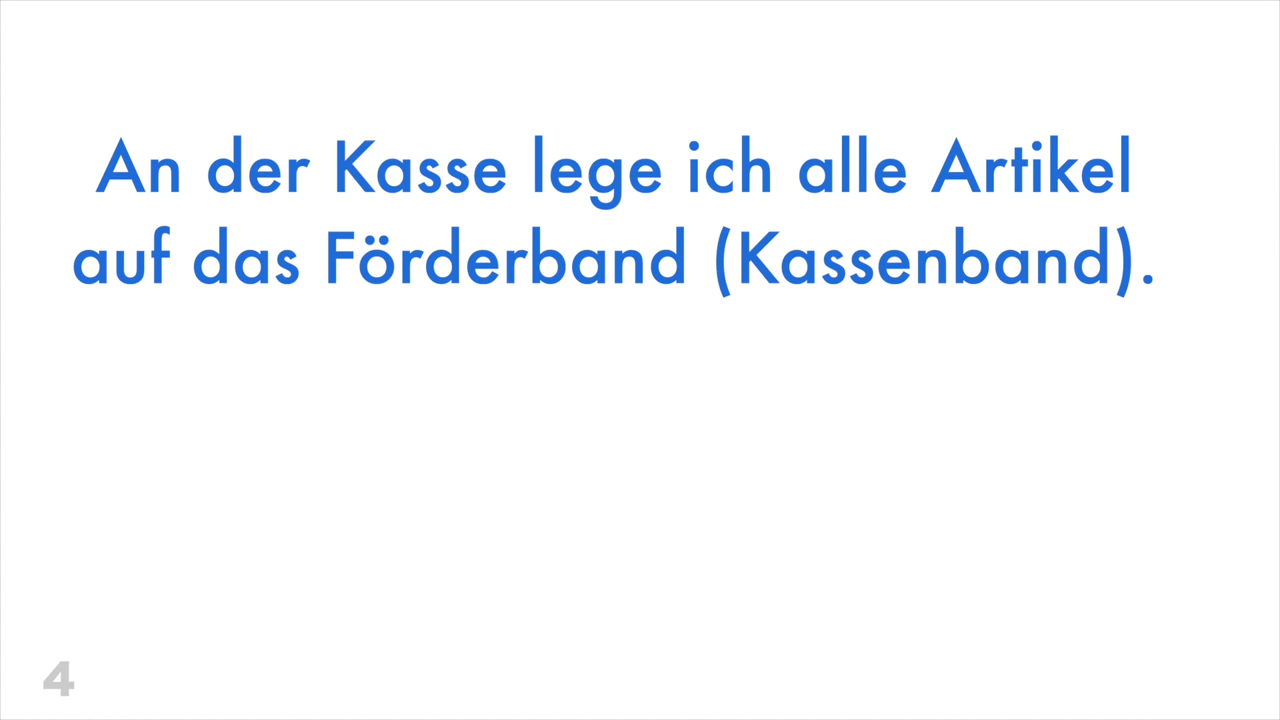 An der Kasse lege ich alle Artikel
auf das Förderband (Kassenband).
4